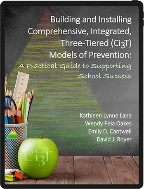 Building and Installing
Comprehensive, Integrated,
Three-Tiered (Ci3T)
Models of Prevention:
A Practical Guide to Supporting
School Success
Kathleen Lynne Lane
Wendy Peia Oakes
Emily D. Cantwell
David J. Royer
ci3t